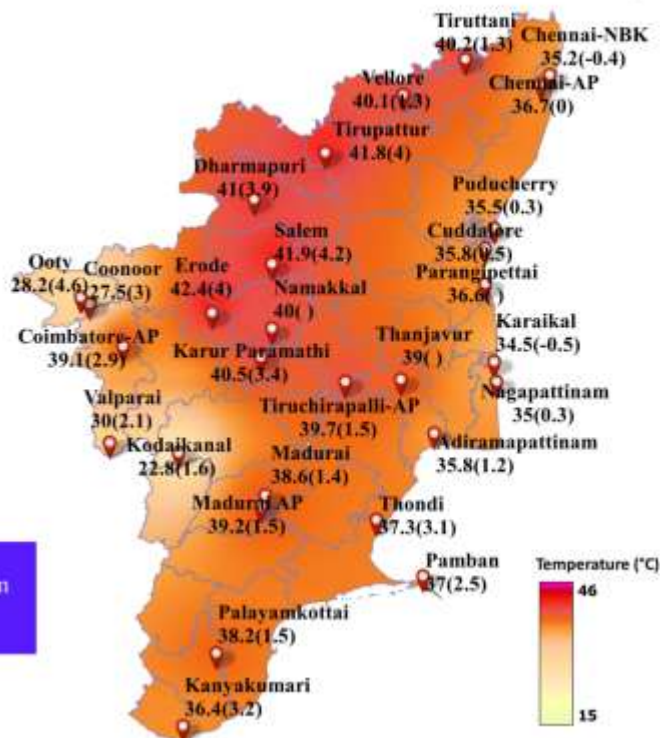 Tiruttani
40.2(1.3)
Chennai-NBK
35.2(-0.4)
Vellore
40.1(1.3)
Chennai-AP
36.7(0)
Tirupattur
41.8(4)
Dharmapuri
41(3.9)
Puducherry
35.5(0.3)
Salem
41.9(4.2)
Cuddalore
35.8(0.5)
Ooty
28.2(4.6)
Coonoor
27.5(3)
Erode
42.4(4)
Namakkal
40( )
Parangipettai
36.6( )
Karaikal
34.5(-0.5)
Coimbatore-AP
39.1(2.9)
Karur Paramathi
40.5(3.4)
Thanjavur
39( )
Nagapattinam
35(0.3)
Valparai
30(2.1)
Tiruchirapalli-AP
39.7(1.5)
Kodaikanal
22.8(1.6)
Madurai
38.6(1.4)
Adiramapattinam
35.8(1.2)
Madurai AP
39.2(1.5)
Thondi
37.3(3.1)
Pamban
37(2.5)
Temperature (°C)
46
15
Palayamkottai
38.2(1.5)
Kanyakumari
36.4(3.2)